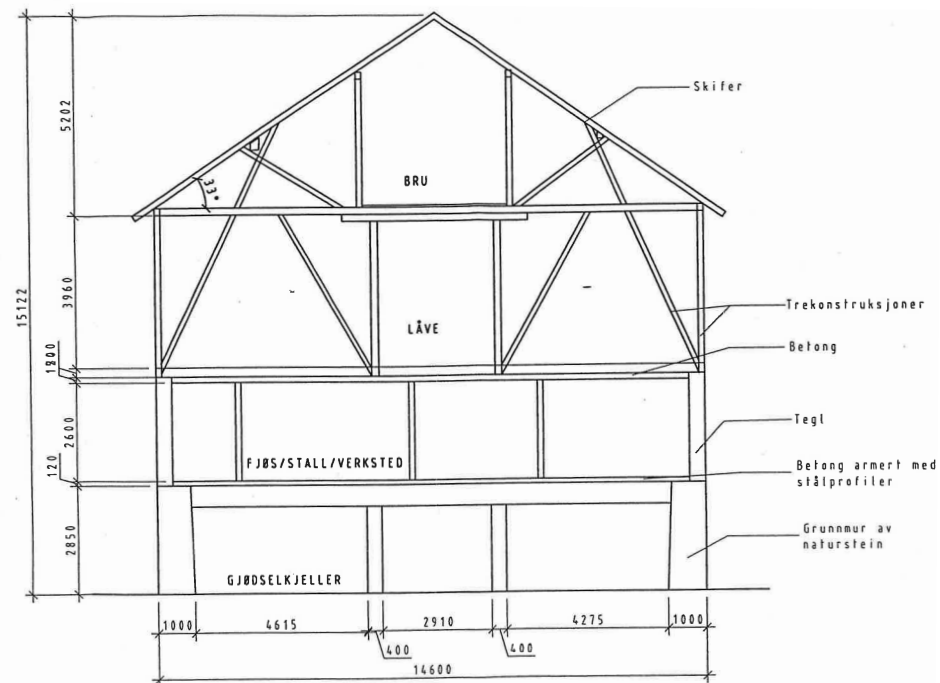 Skifer
5202
33°
BRU
15122
3960
Trekonstruksjoner
LÅVE
Betong
2600
Tegl
FJØS/STALL/VERKSTED
120
Betong armert med
stålprofiler
2850
Grunnmur av
naturstein
GJØDSELKJELLER
1000
4615
2910
4275
1000
400
400
14600